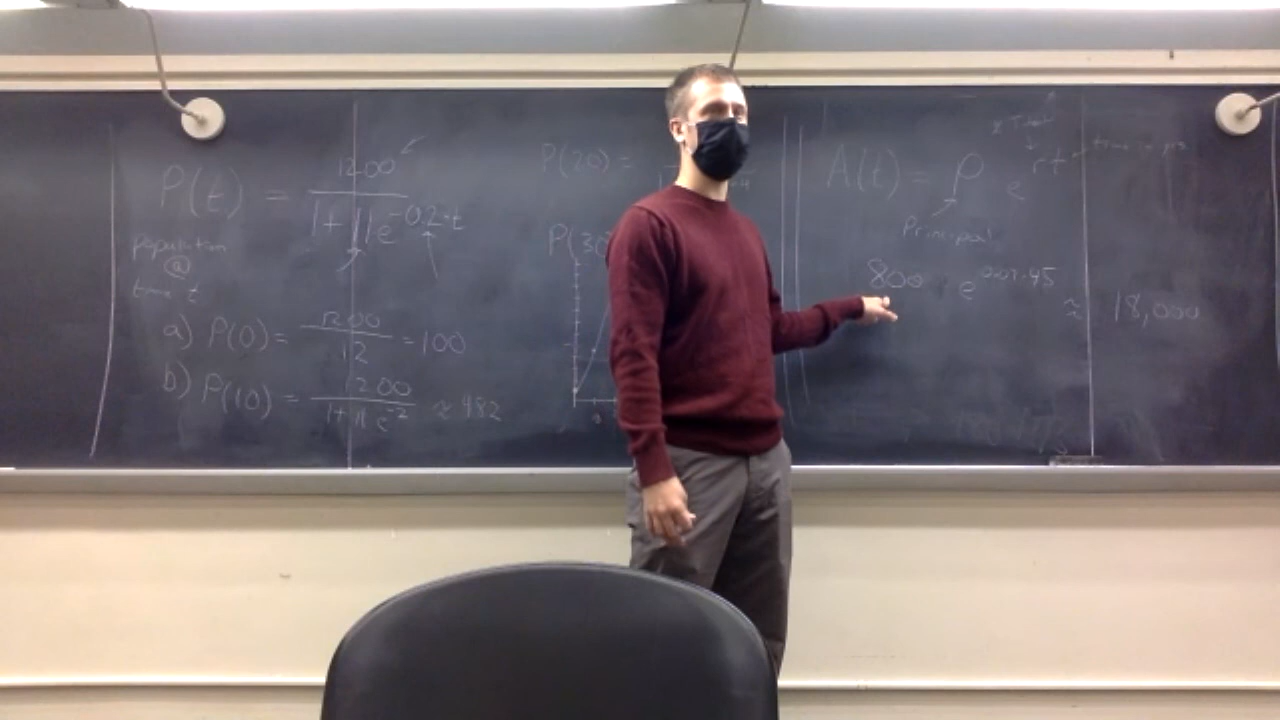 P(t) = 1200 / 1 + 11e^-0.2·t
population
@
time t
a) P(0) = 1200 / 12 = 100
b) P(10) = 1200 / 1 + 11 e^-2 ≈ 482
P(20) =
P(30
A(t) = P e^rt
Principal
800 · e^0.07·45 ≈ 18,000